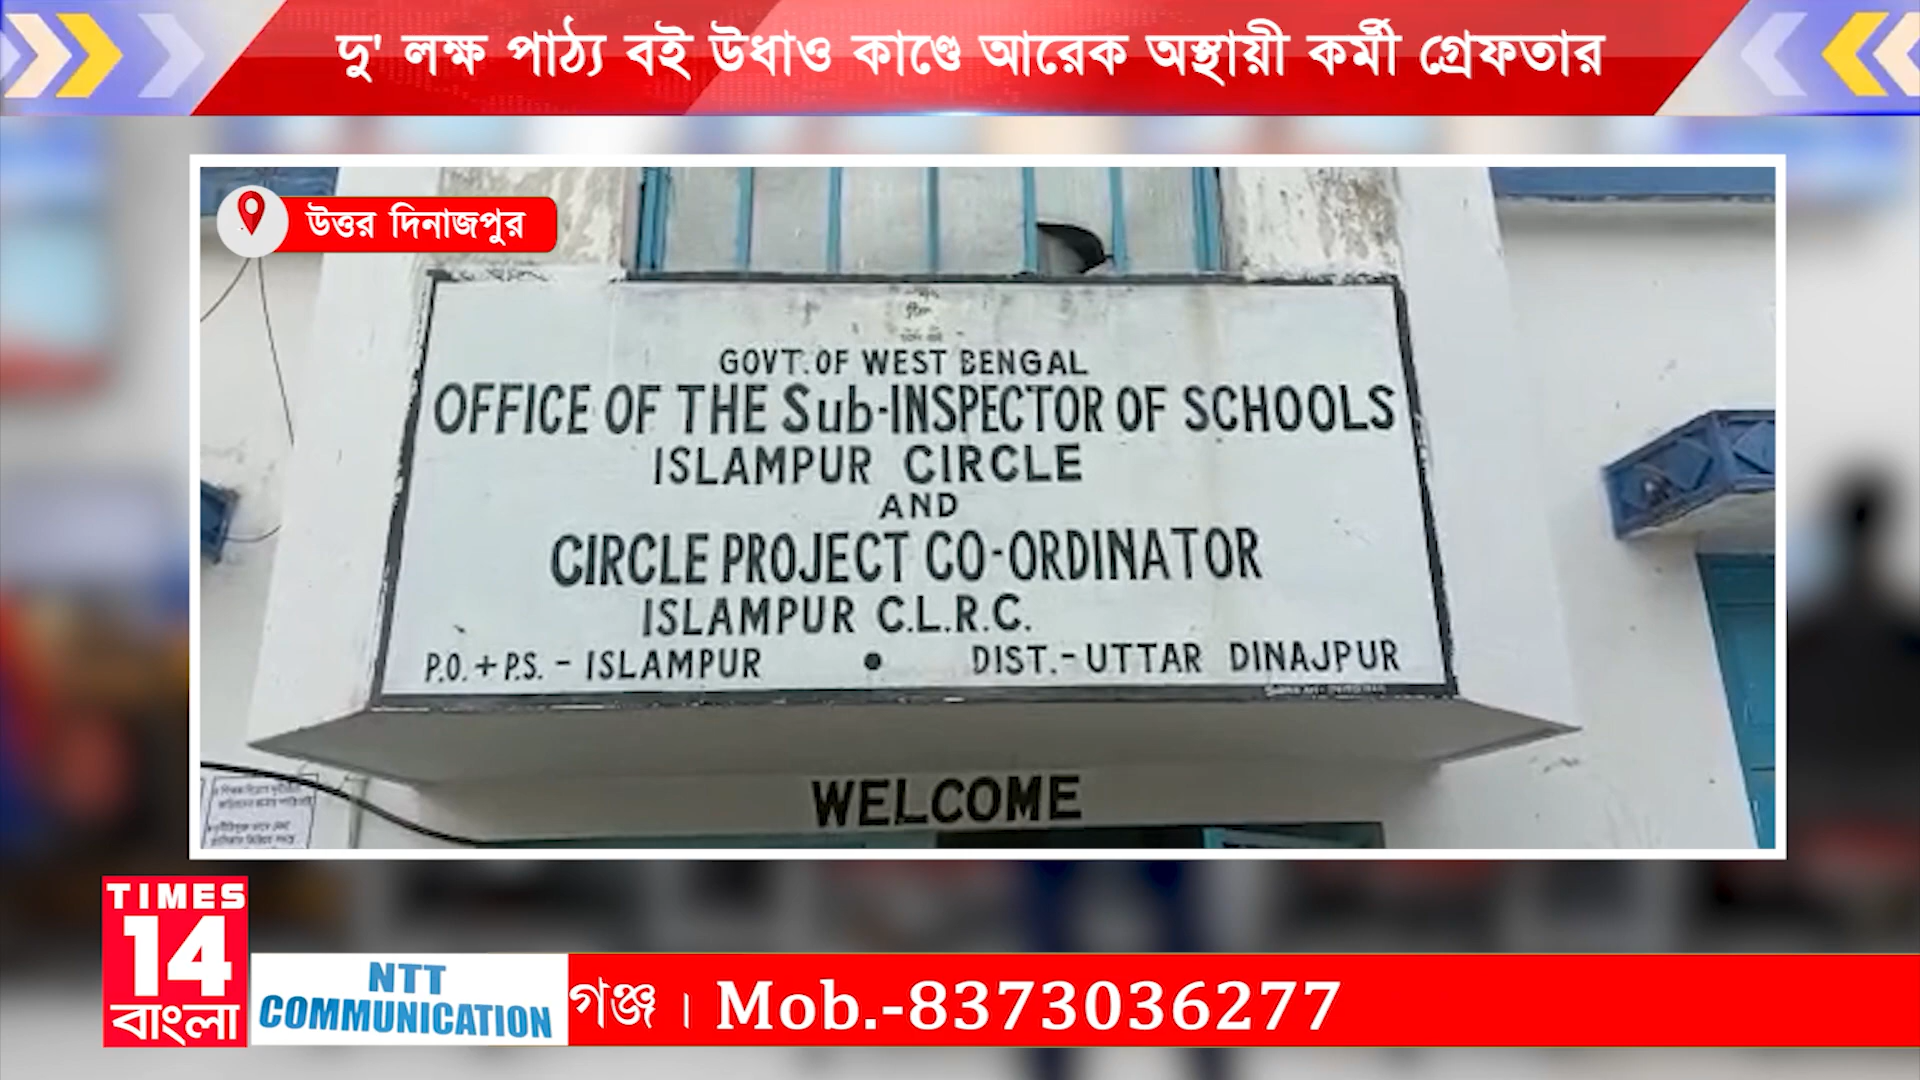 দু' লক্ষ পাঠ্য বই উধাও কাণ্ডে আরেক অস্থায়ী কর্মী গ্রেফতার
উত্তর দিনাজপুর
GOVT. OF WEST BENGAL
OFFICE OF THE Sub-INSPECTOR OF SCHOOLS
ISLAMPUR CIRCLE
AND
CIRCLE PROJECT CO-ORDINATOR
ISLAMPUR C.L.R.C.
P.O. + P.S. - ISLAMPUR • DIST.-UTTAR DINAJPUR
WELCOME
TIMES
14
বাংলা
NTT
COMMUNICATION
গঞ্জ । Mob.-8373036277